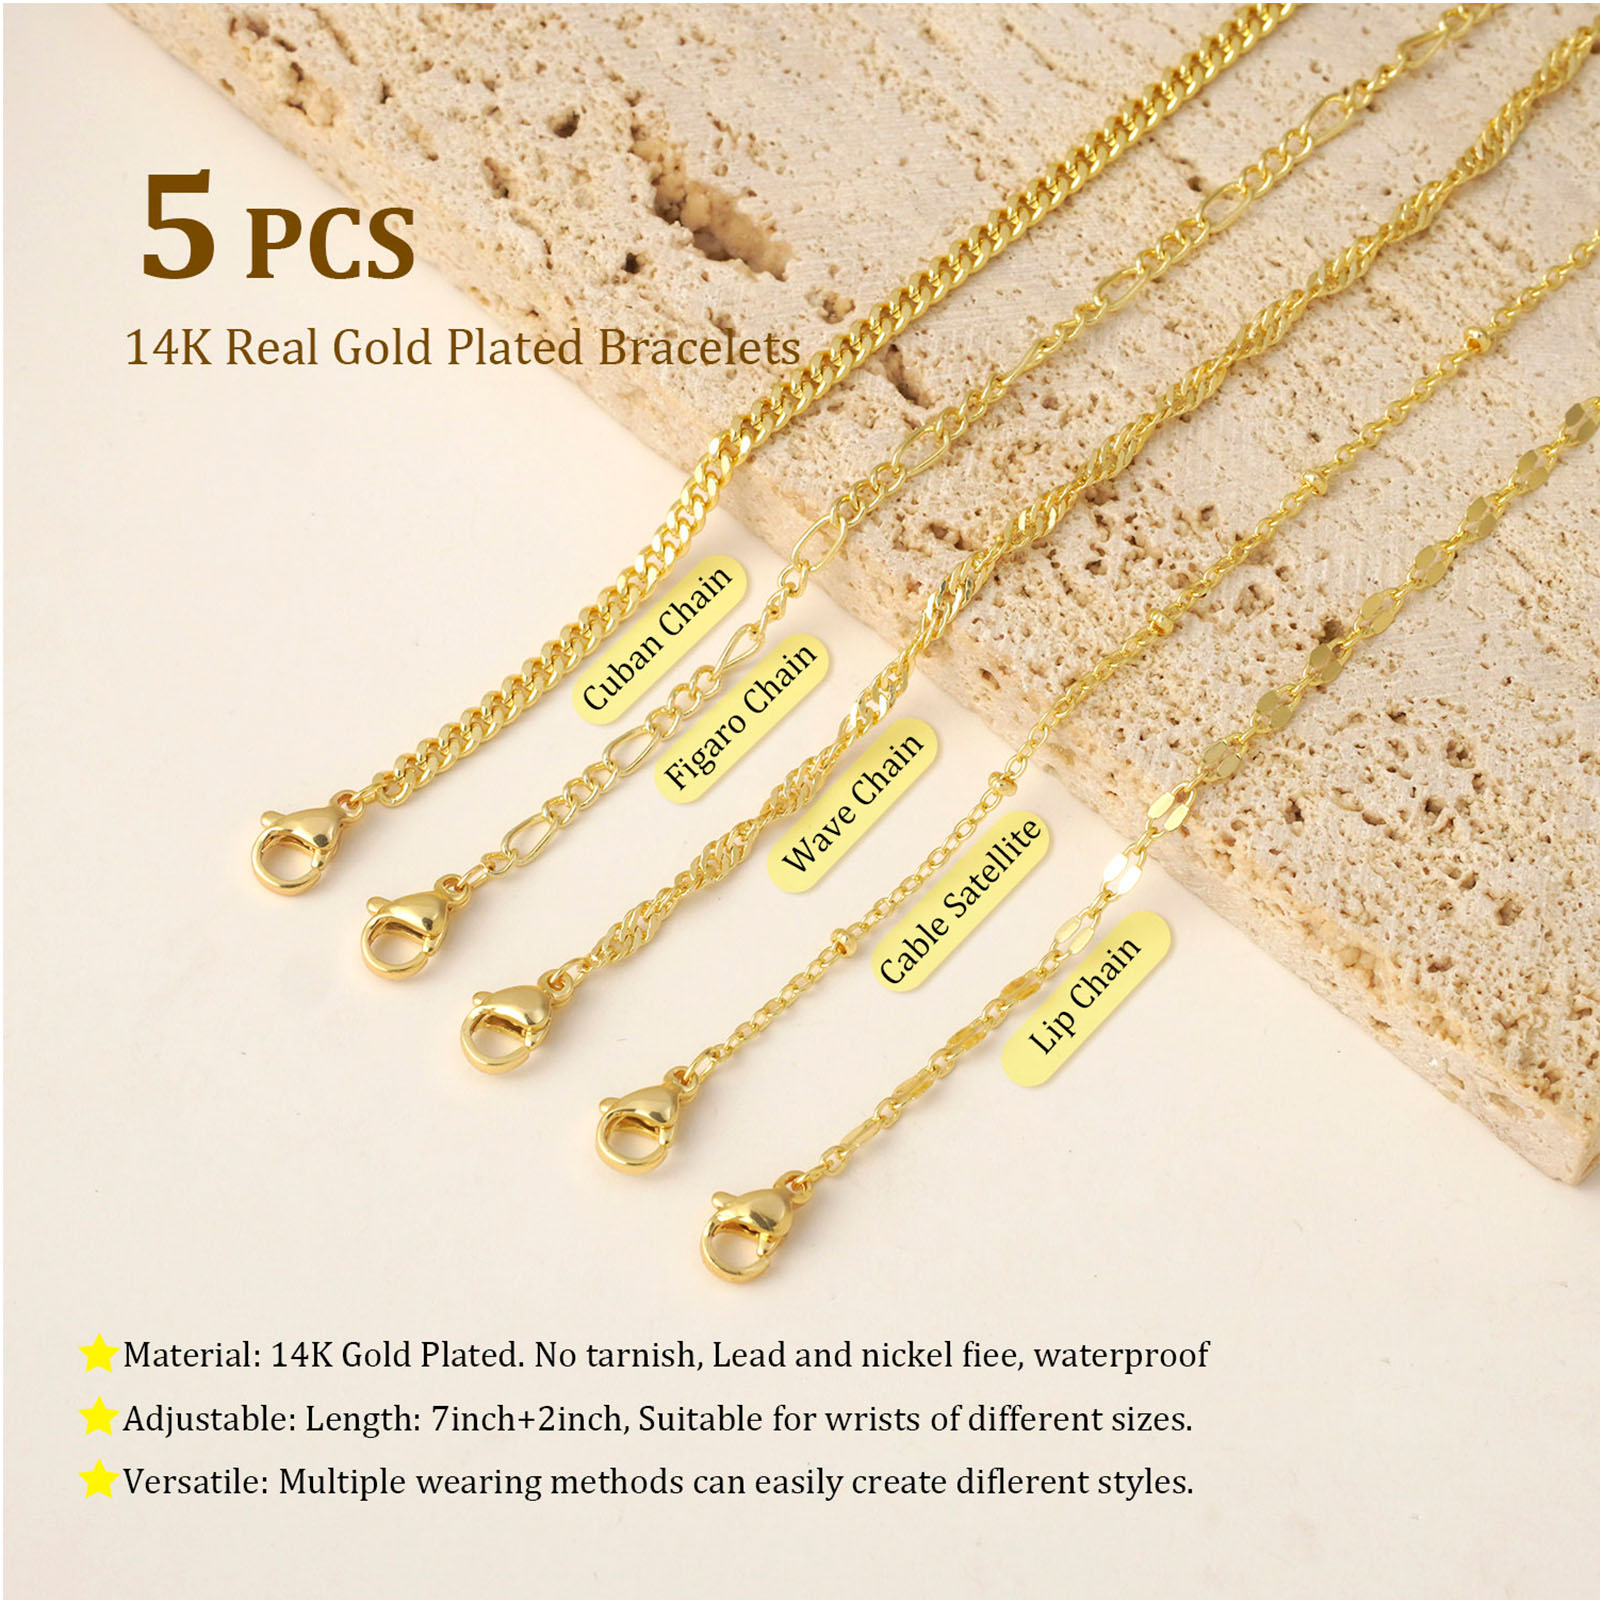 5 PCS
14K Real Gold Plated Bracelets
Cuban Chain
Figaro Chain
Wave Chain
Cable Satellite
Lip Chain
Material: 14K Gold Plated. No tarnish, Lead and nickel fiee, waterproof
Adjustable: Length: 7inch+2inch, Suitable for wrists of different sizes.
Versatile: Multiple wearing methods can easily create diflerent styles.